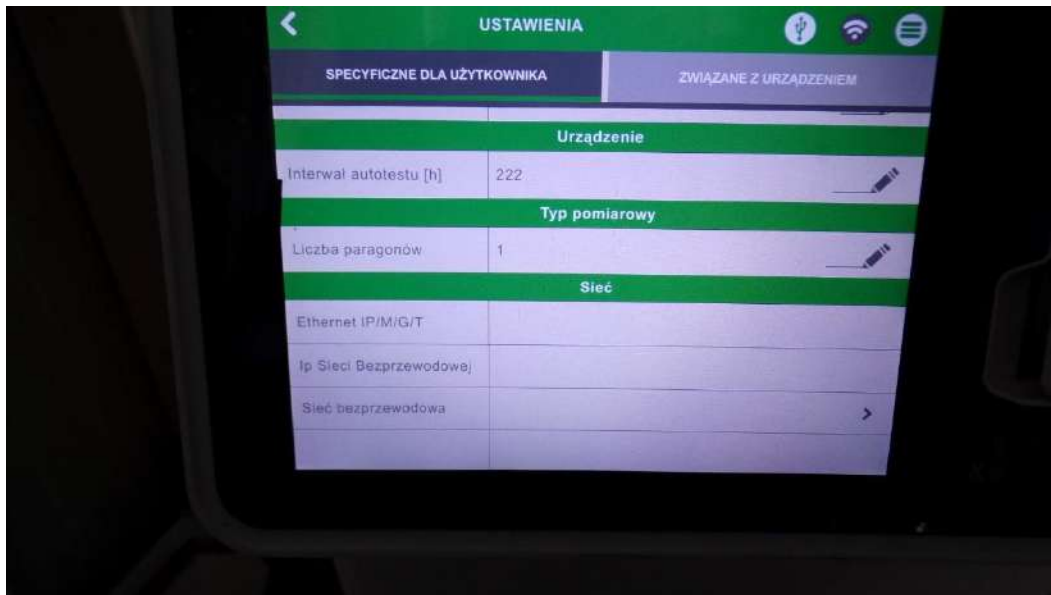 USTAWIENIA
SPECYFICZNE DLA UŻYTKOWNIKA
ZWIĄZANE Z URZĄDZENIEM
Urządzenie
Interwał autotestu [h] 222
Typ pomiarowy
Liczba paragonów 1
Sieć
Ethernet IP/M/G/T
Ip Sieci Bezprzewodowej
Sieć bezprzewodowa